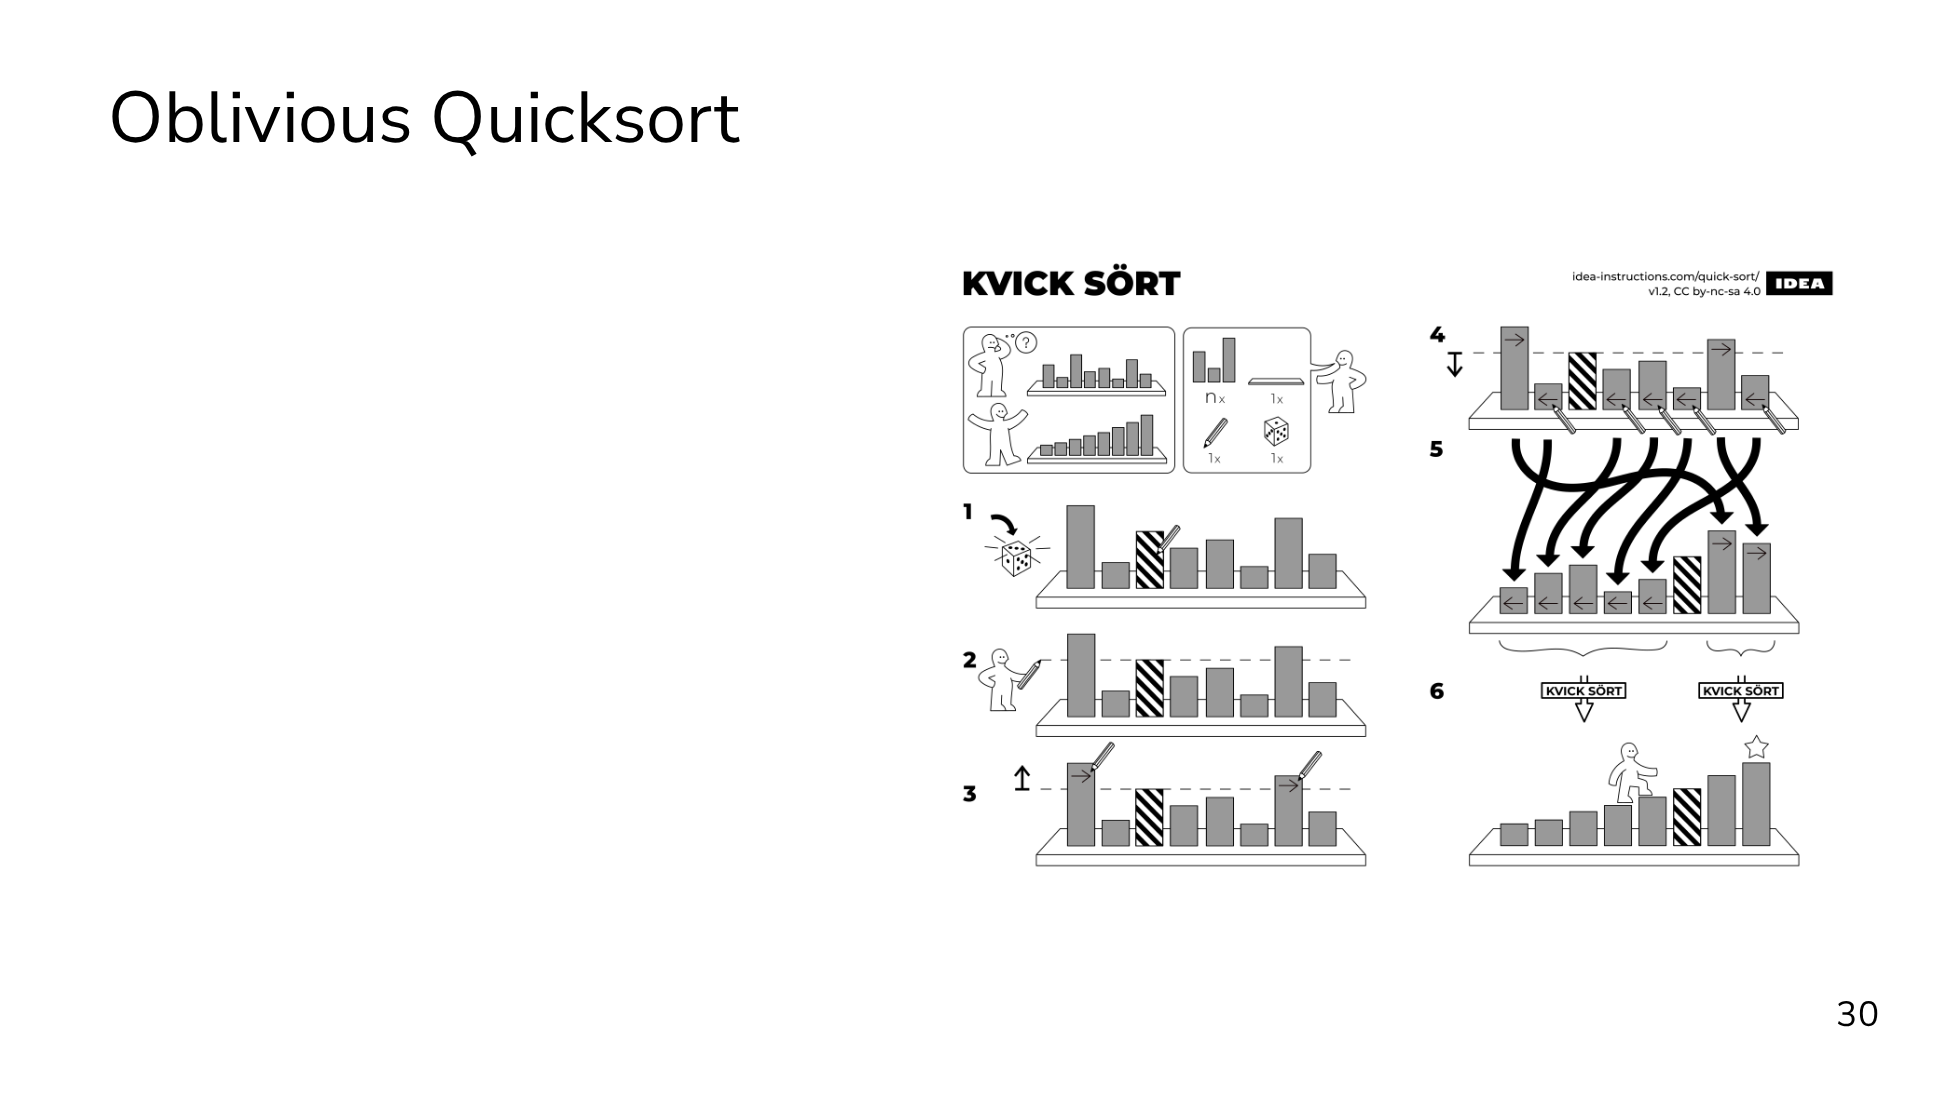 Oblivious Quicksort
KVICK SÖRT
idea-instructions.com/quick-sort/
v1.2, CC by-nc-sa 4.0
IDEA
?
n x
1x
1x
1x
1
2
3
4
5
6
KVICK SÖRT
KVICK SÖRT
30